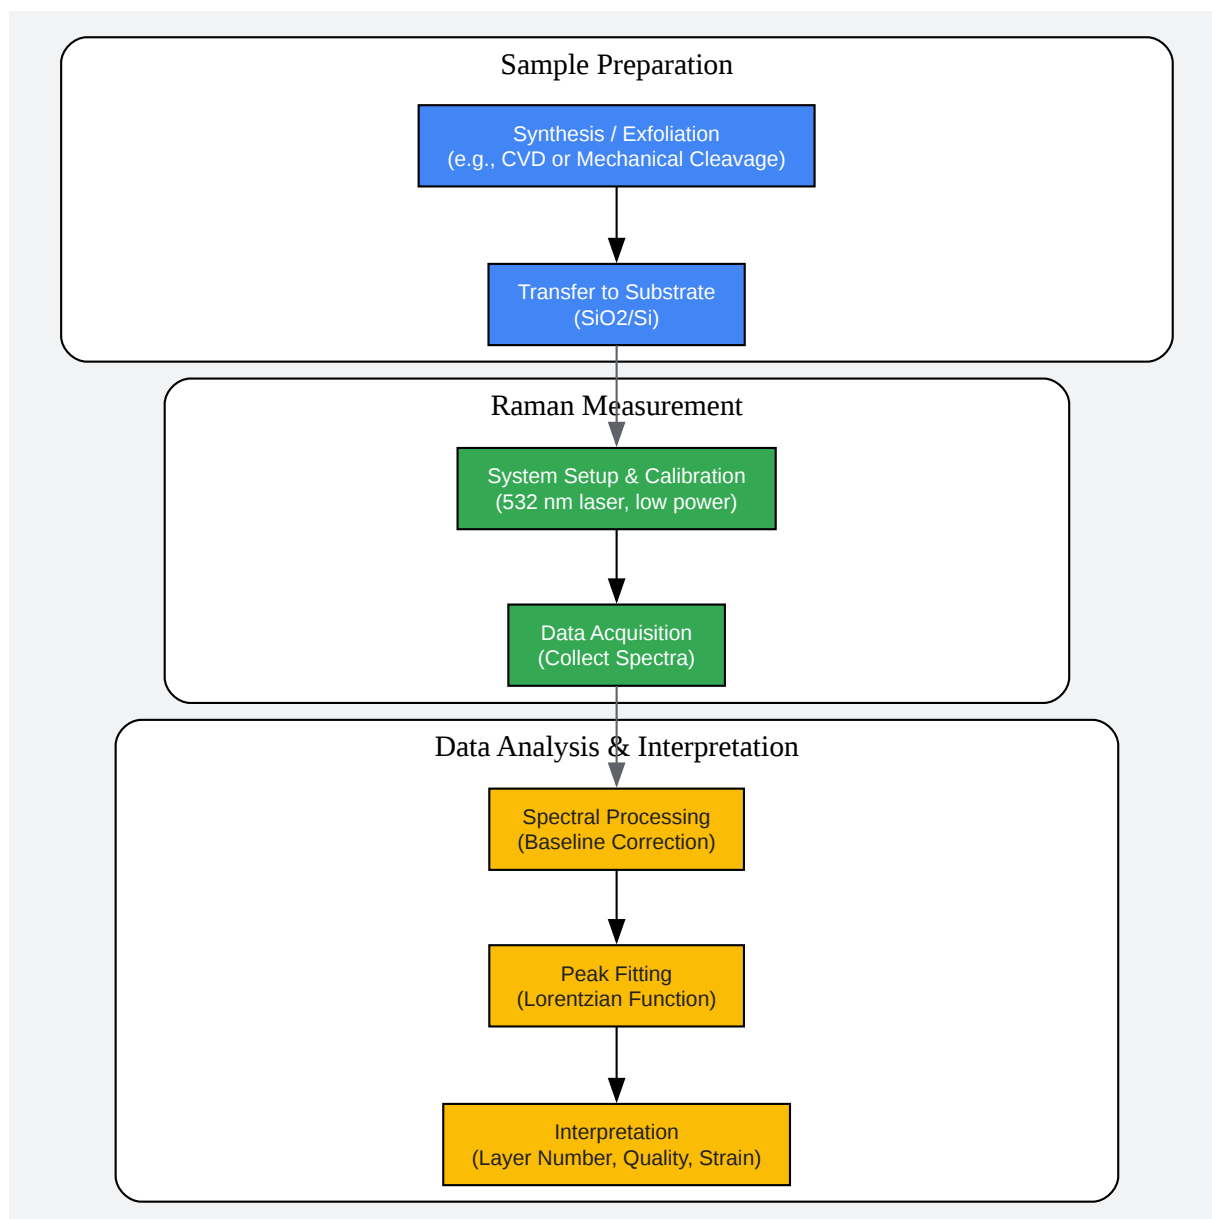 Sample Preparation
Synthesis / Exfoliation
(e.g., CVD or Mechanical Cleavage)
Transfer to Substrate
(SiO2/Si)
Raman Measurement
System Setup & Calibration
(532 nm laser, low power)
Data Acquisition
(Collect Spectra)
Data Analysis & Interpretation
Spectral Processing
(Baseline Correction)
Peak Fitting
(Lorentzian Function)
Interpretation
(Layer Number, Quality, Strain)